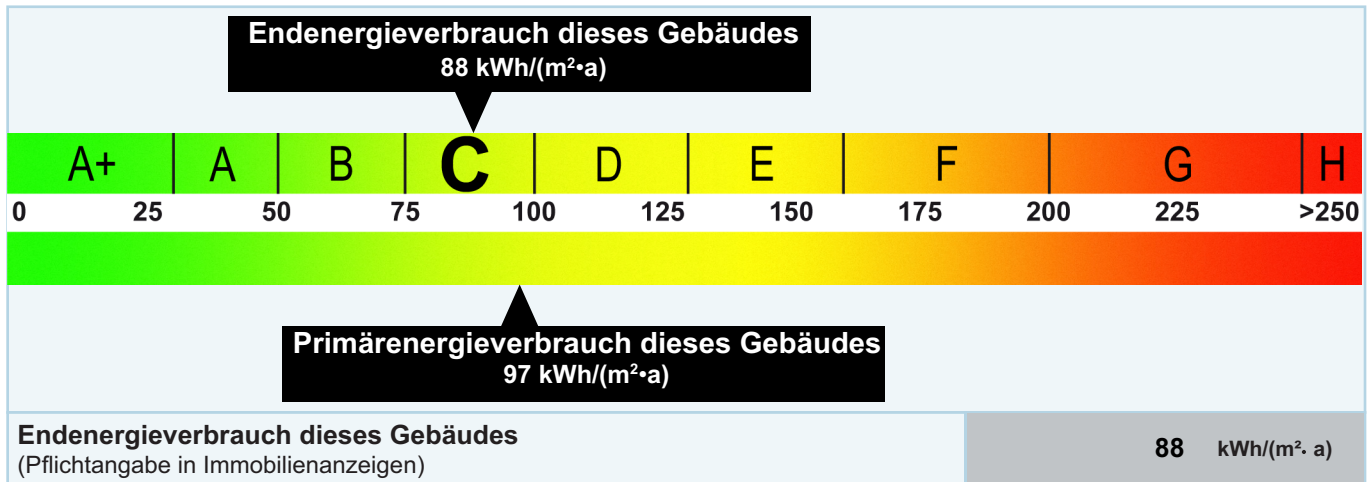 Endenergieverbrauch dieses Gebäudes
88 kWh/(m²•a)
A+ A B C D E F G H
0 25 50 75 100 125 150 175 200 225 >250
Primärenergieverbrauch dieses Gebäudes
97 kWh/(m²•a)
Endenergieverbrauch dieses Gebäudes
(Pflichtangabe in Immobilienanzeigen)
88 kWh/(m²· a)